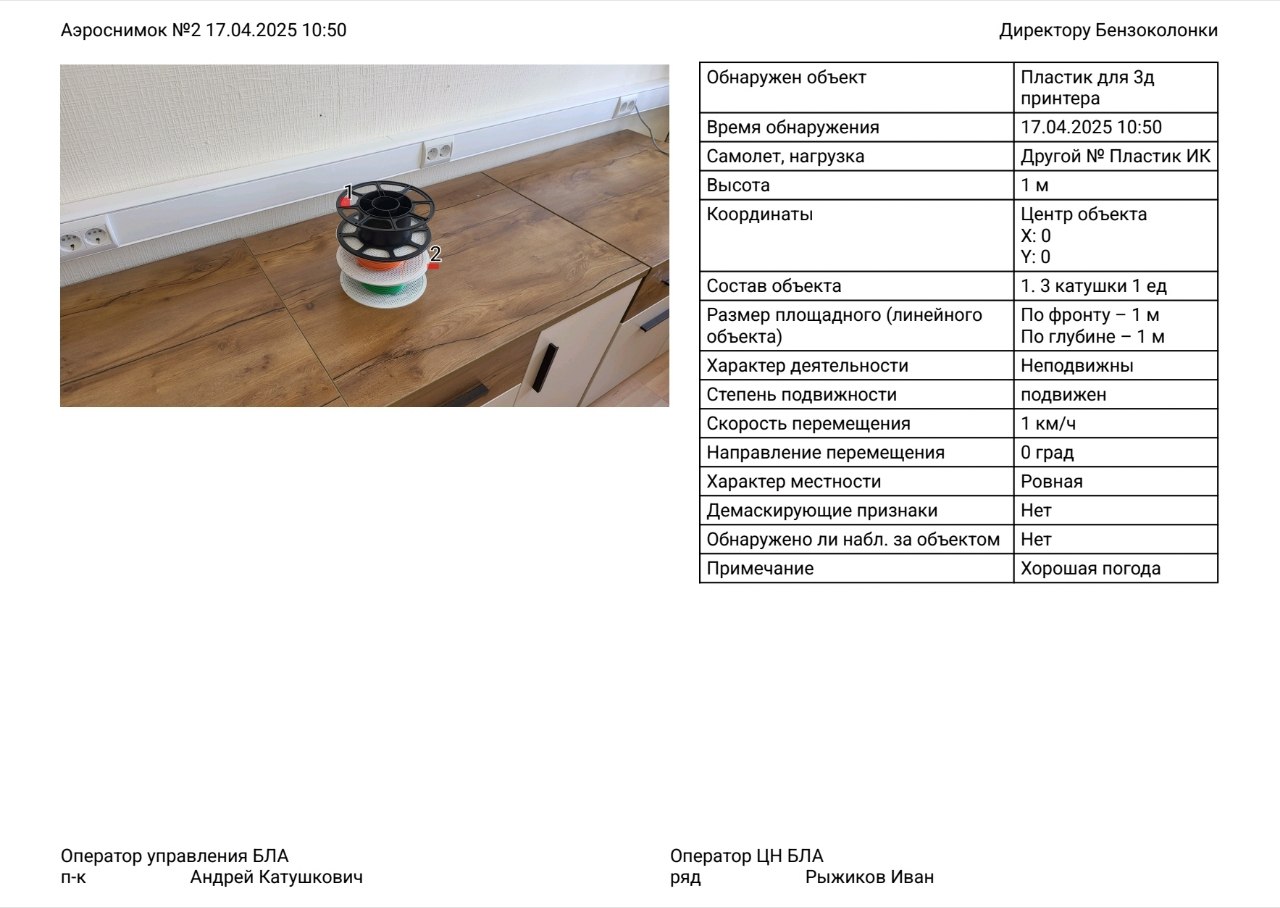 Аэроснимок №2 17.04.2025 10:50
Директору Бензоколонки
1
2
Обнаружен объект
Пластик для 3д
принтера
Время обнаружения
17.04.2025 10:50
Самолет, нагрузка
Другой № Пластик ИК
Высота
1 м
Координаты
Центр объекта
X: 0
Y: 0
Состав объекта
1. 3 катушки 1 ед
Размер площадного (линейного
объекта)
По фронту – 1 м
По глубине – 1 м
Характер деятельности
Неподвижны
Степень подвижности
подвижен
Скорость перемещения
1 км/ч
Направление перемещения
0 град
Характер местности
Ровная
Демаскирующие признаки
Нет
Обнаружено ли набл. за объектом
Нет
Примечание
Хорошая погода
Оператор управления БЛА
п-к Андрей Катушкович
Оператор ЦН БЛА
ряд Рыжиков Иван